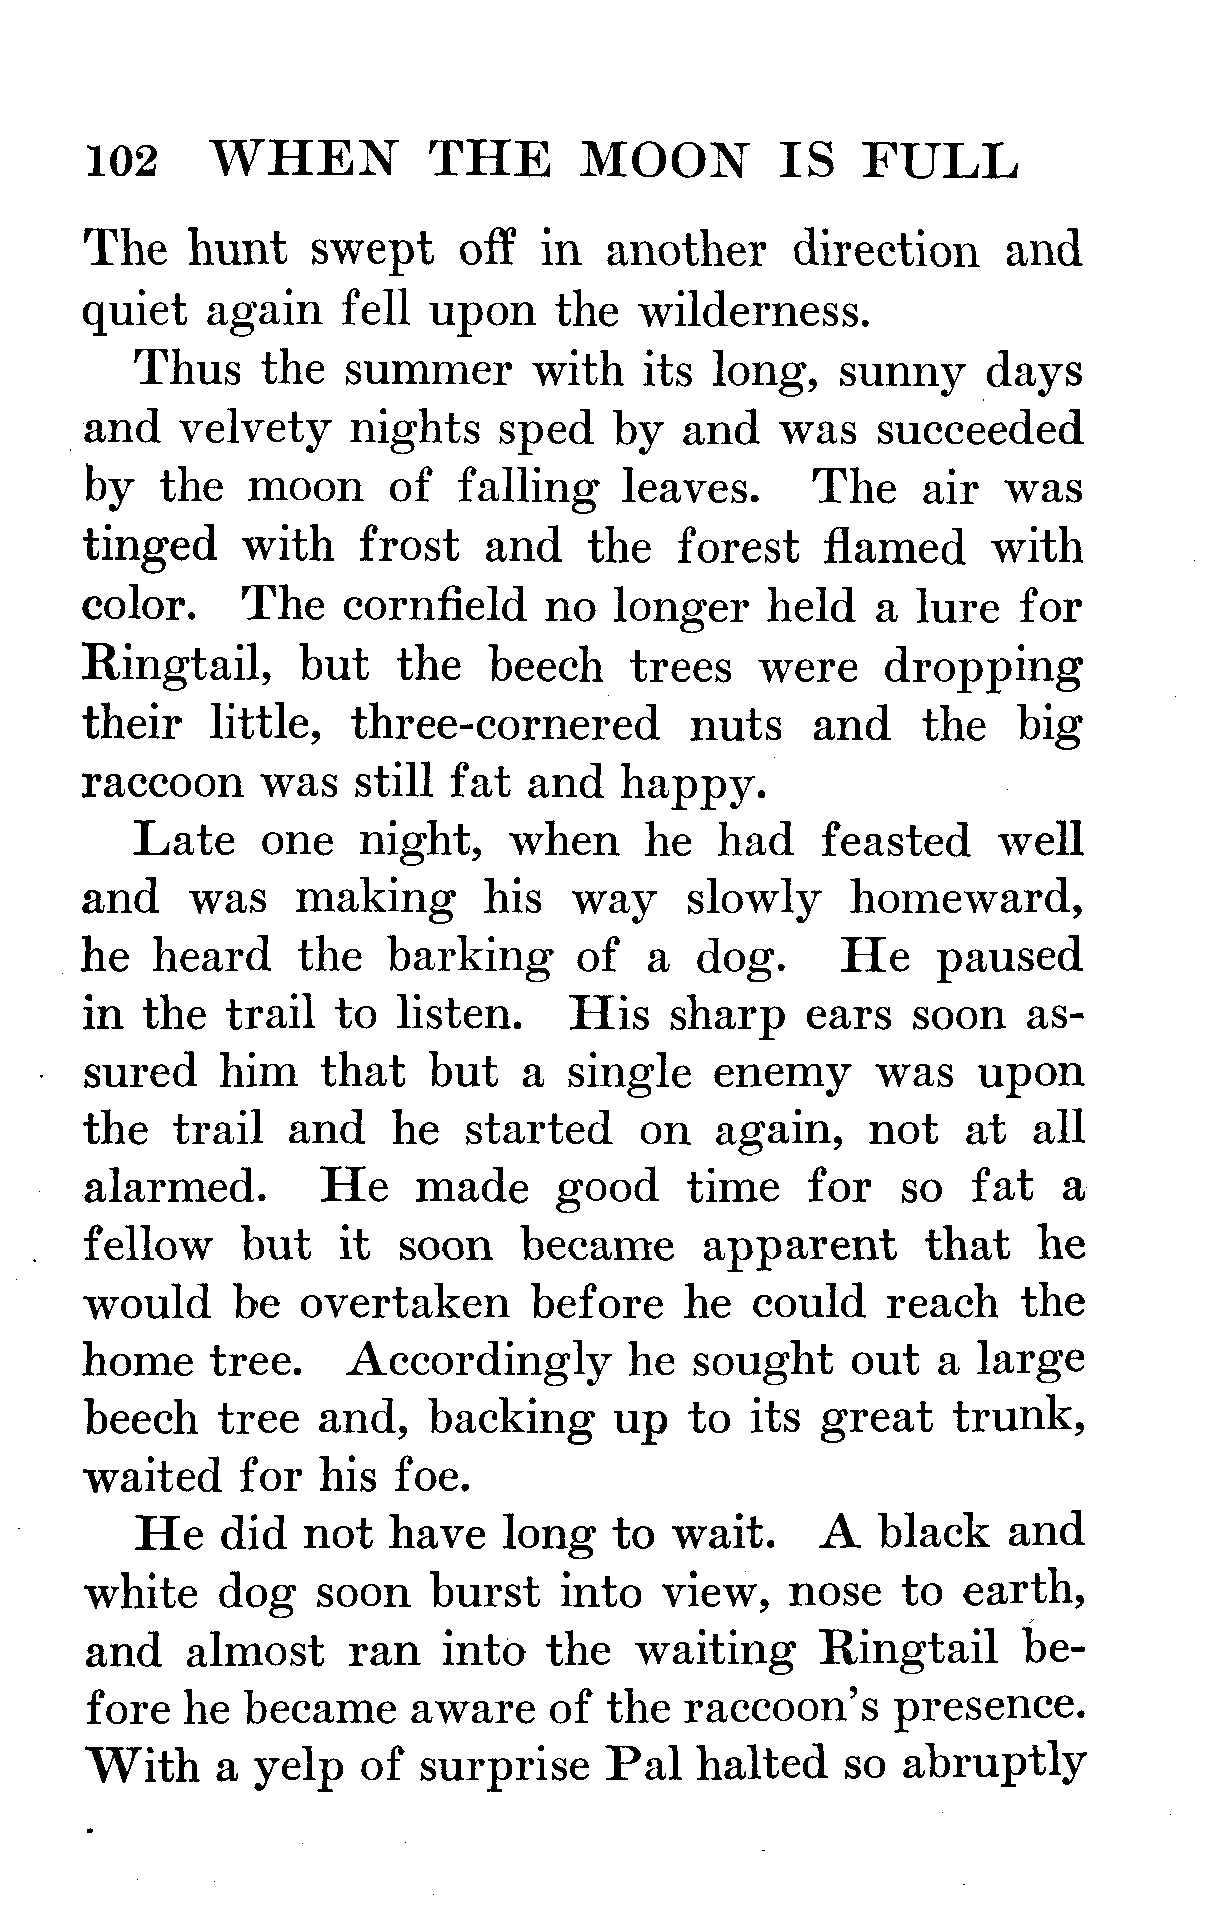 102 WHEN THE MOON IS FULL
The hunt swept off in another direction and
quiet again fell upon the wilderness.
Thus the summer with its long, sunny days
and velvety nights sped by and was succeeded
by the moon of falling leaves. The air was
tinged with frost and the forest flamed with
color. The cornfield no longer held a lure for
Ringtail, but the beech trees were dropping
their little, three-cornered nuts and the big
raccoon was still fat and happy.
Late one night, when he had feasted well
and was making his way slowly homeward,
he heard the barking of a dog. He paused
in the trail to listen. His sharp ears soon as-
sured him that but a single enemy was upon
the trail and he started on again, not at all
alarmed. He made good time for so fat a
fellow but it soon became apparent that he
would be overtaken before he could reach the
home tree. Accordingly he sought out a large
beech tree and, backing up to its great trunk,
waited for his foe.
He did not have long to wait. A black and
white dog soon burst into view, nose to earth,
and almost ran into the waiting Ringtail be-
fore he became aware of the raccoon's presence.
With a yelp of surprise Pal halted so abruptly